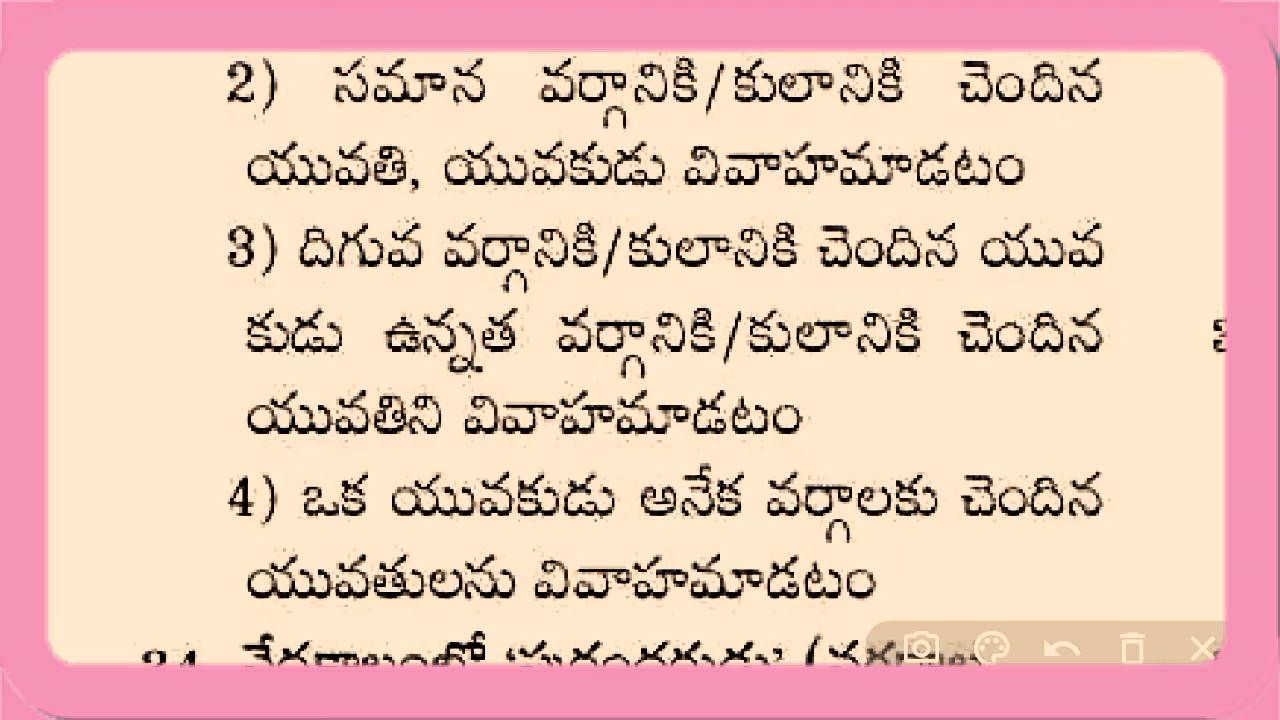 2) సమాన వర్గానికి/కులానికి చెందిన
యువతి, యువకుడు వివాహమాడటం
3) దిగువ వర్గానికి/కులానికి చెందిన యువ
కుడు ఉన్నత వర్గానికి/కులానికి చెందిన
యువతిని వివాహమాడటం
4) ఒక యువకుడు అనేక వర్గాలకు చెందిన
యువతులను వివాహమాడటం